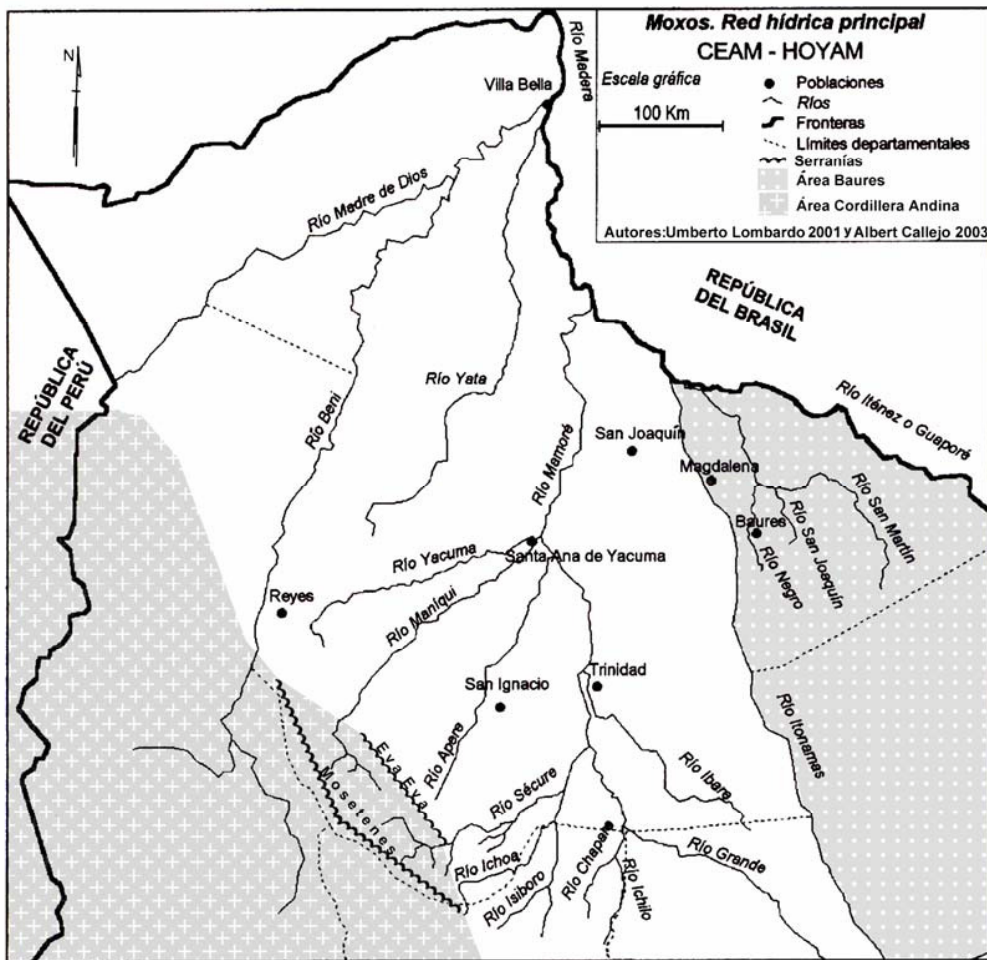 Moxos. Red hídrica principal
CEAM - HOYAM
Escala gráfica
100 Km
Poblaciones
Ríos
Fronteras
Límites departamentales
Serranías
Área Baures
Área Cordillera Andina
Autores:Umberto Lombardo 2001 y Albert Callejo 2003
N
Río Madera
Villa Bella
Río Madre de Dios
REPÚBLICA
DEL BRASIL
REPÚBLICA
DEL PERÚ
Río Yata
Río Beni
Río Iténez o Guaporé
San Joaquín
Río Mamoré
Magdalena
Río San Martín
Baures
Río San Joaquín
Río Negro
Río Yacuma
Santa Ana de Yacuma
Río Maniqui
Reyes
Trinidad
San Ignacio
Río Itonamas
Río Apere
Eva Eva
Mosetenes
Río Sécure
Río Ibare
Río Ichoa
Río Isiboro
Río Chapare
Río Ichilo
Río Grande